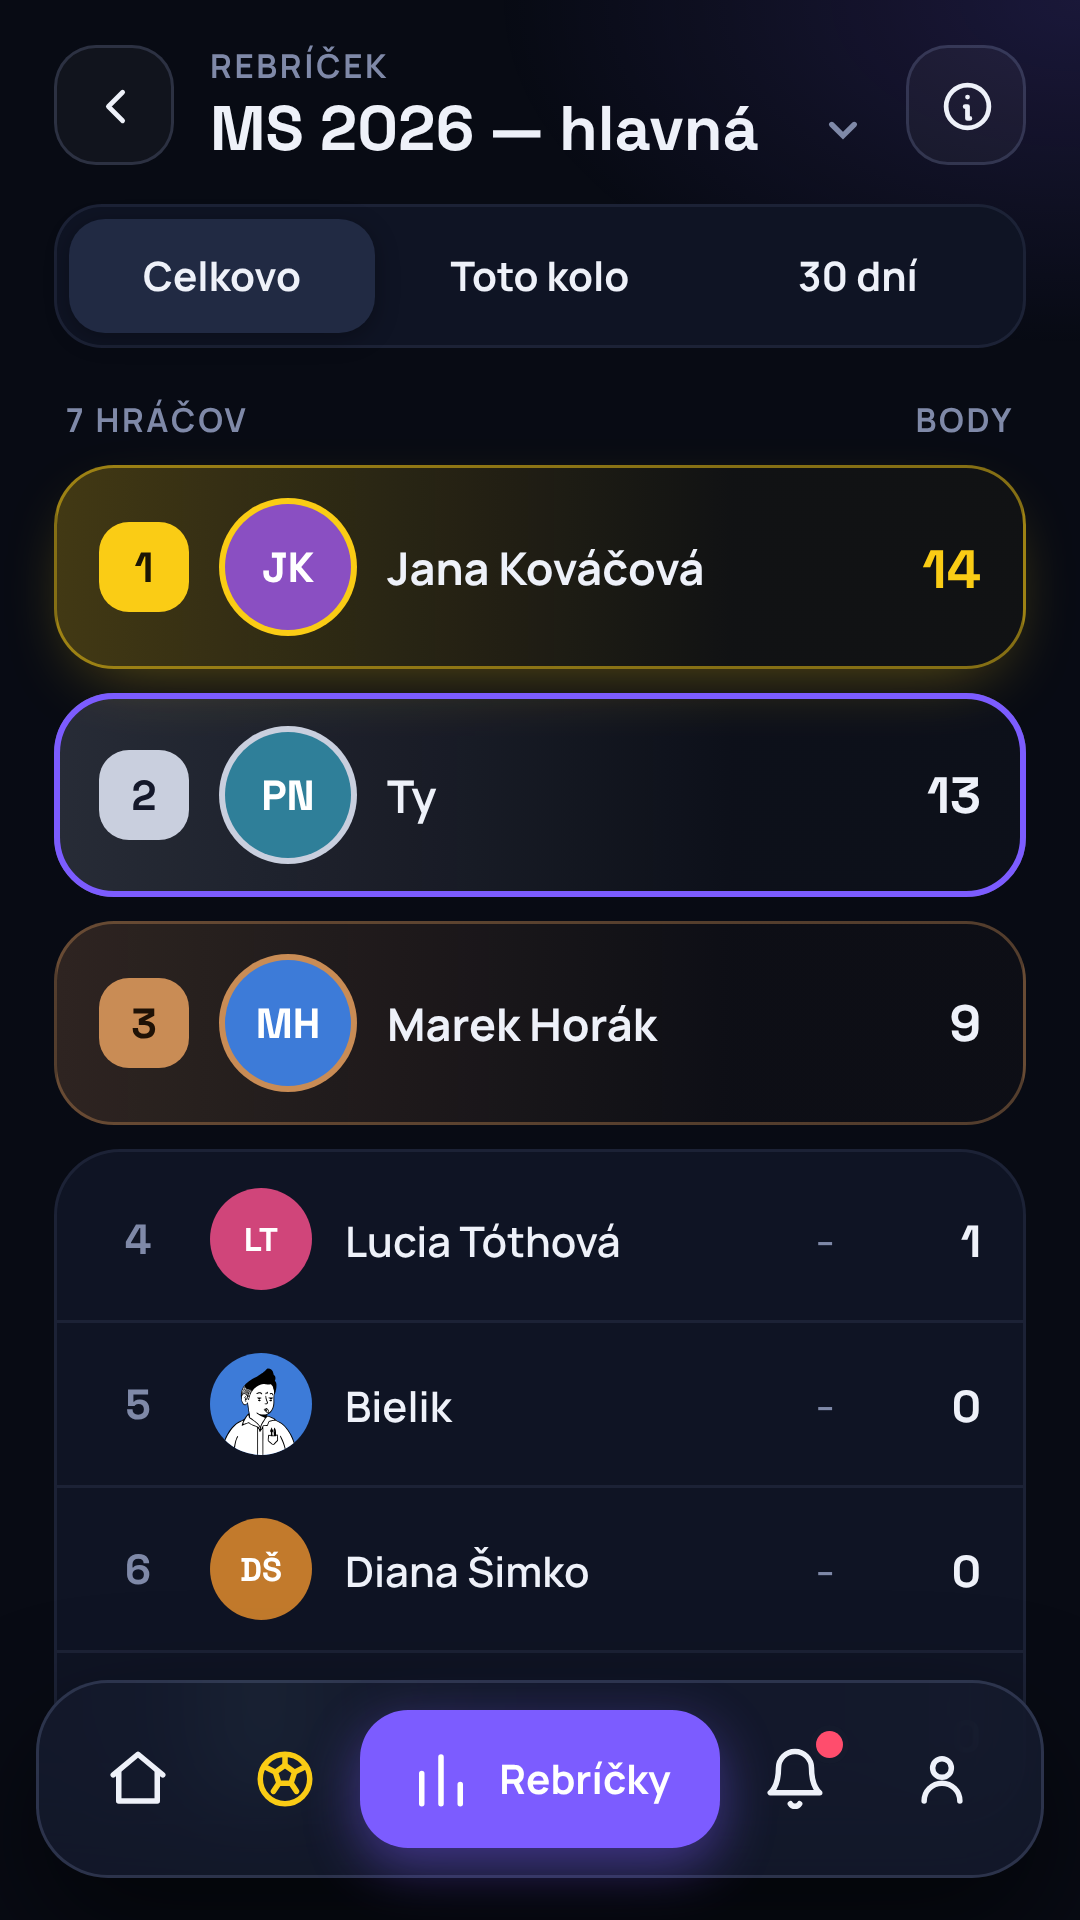 REBRÍČEK
MS 2026 — hlavná
Celkovo Toto kolo 30 dní
7 HRÁČOV BODY
1 JK Jana Kováčová 14
2 PN Ty 13
3 MH Marek Horák 9
4 LT Lucia Tóthová - 1
5 Bielik - 0
6 DŠ Diana Šimko - 0
Rebríčky